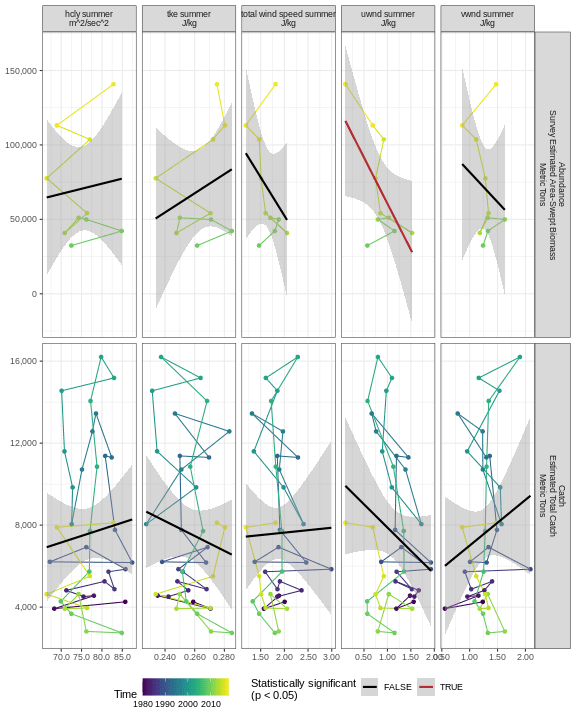 hdly summer
m^2/sec^2
tke summer
J/kg
total wind speed summer
J/kg
uwnd summer
J/kg
vwnd summer
J/kg
150,000
100,000
50,000
0
Abundance
Survey Estimated Area-Swept Biomass
Metric Tons
16,000
12,000
8,000
4,000
Catch
Estimated Total Catch
Metric Tons
70.0 75.0 80.0 85.0
0.240 0.260 0.280
1.50 2.00 2.50 3.00
0.50 1.00 1.50 2.00
0.50 1.00 1.50 2.00
Time
1980 1990 2000 2010
Statistically significant
(p < 0.05)
FALSE
TRUE